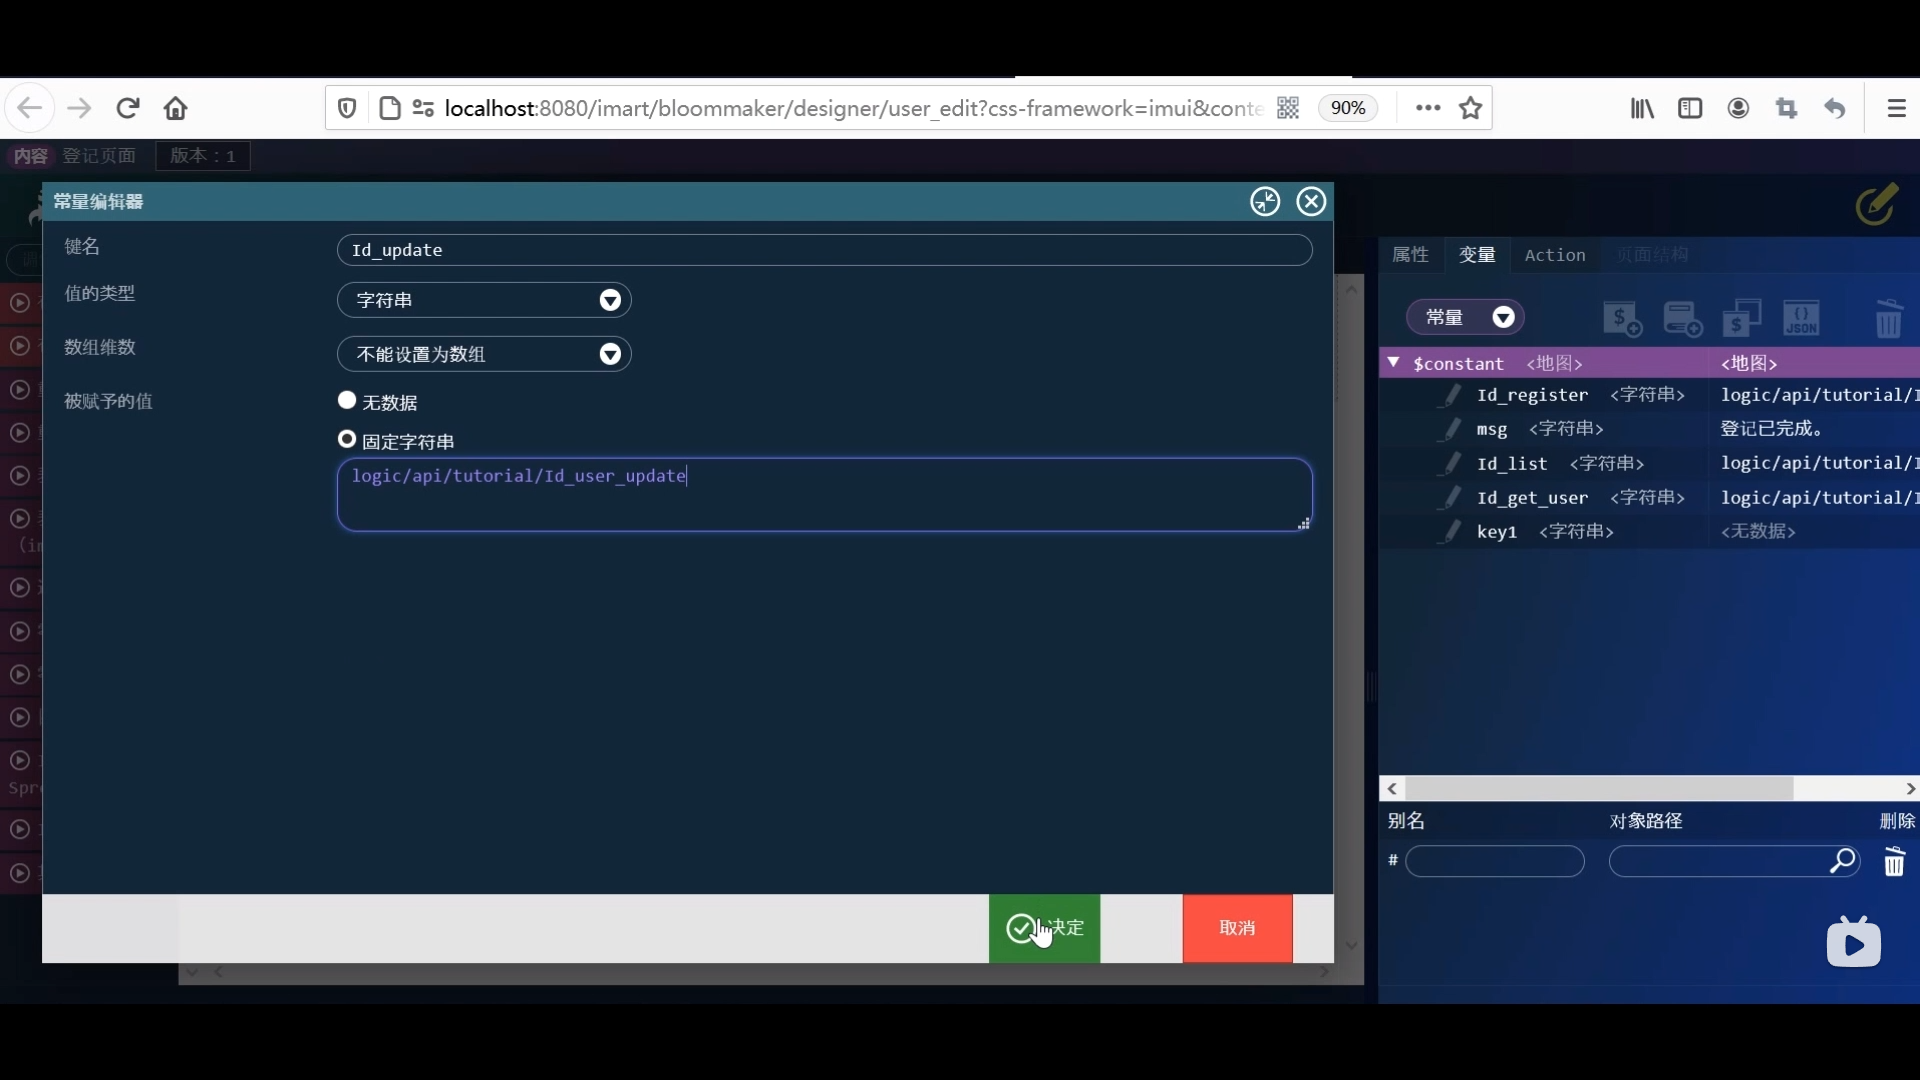 localhost:8080/imart/bloommaker/designer/user_edit?css-framework=imui&conte
90%
内容 登记页面 版本：1
常量编辑器
键名 Id_update
值的类型 字符串
数组维数 不能设置为数组
被赋予的值 无数据
固定字符串
logic/api/tutorial/Id_user_update
决定 取消
属性 变量 Action 页面结构
常量 JSON
$constant <地图> <地图>
Id_register <字符串> logic/api/tutorial/I
msg <字符串> 登记已完成。
Id_list <字符串> logic/api/tutorial/I
Id_get_user <字符串> logic/api/tutorial/I
key1 <字符串> <无数据>
别名 对象路径 删除
#